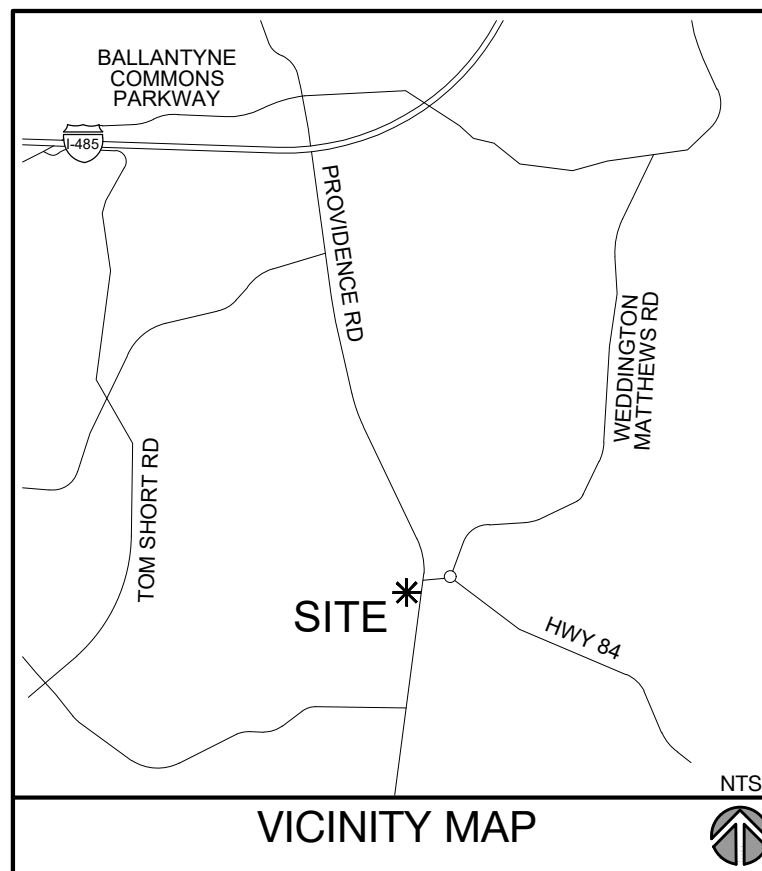 BALLANTYNE
COMMONS
PARKWAY
I-485
PROVIDENCE RD
WEDDINGTON
MATTHEWS RD
TOM SHORT RD
SITE
HWY 84
NTS
VICINITY MAP